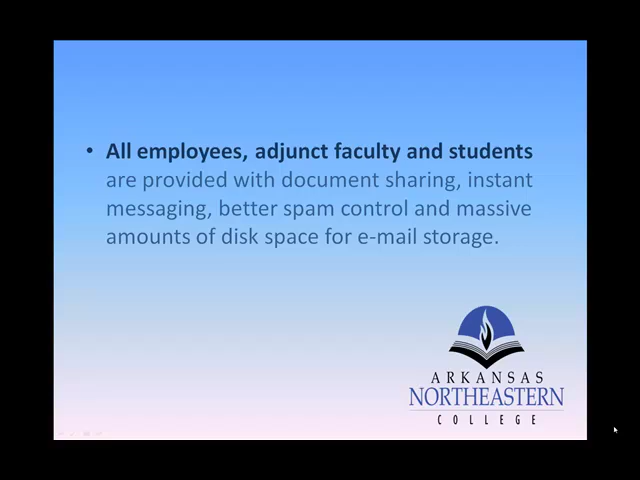 • All employees, adjunct faculty and students
are provided with document sharing, instant
messaging, better spam control and massive
amounts of disk space for e-mail storage.
ARKANSAS
NORTHEASTERN
COLLEGE